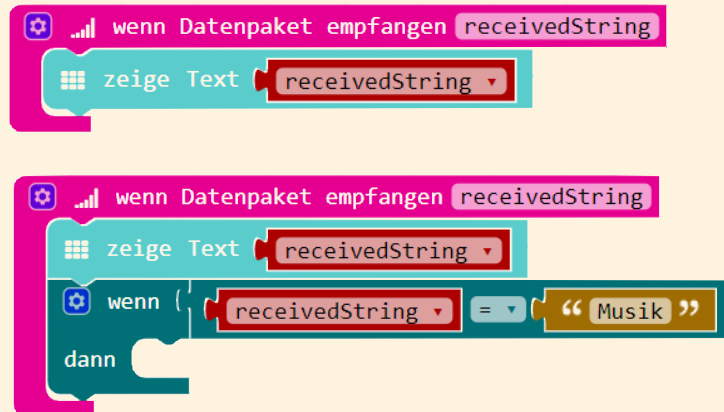 wenn Datenpaket empfangen receivedString
zeige Text receivedString
wenn Datenpaket empfangen receivedString
zeige Text receivedString
wenn receivedString = “ Musik ”
dann